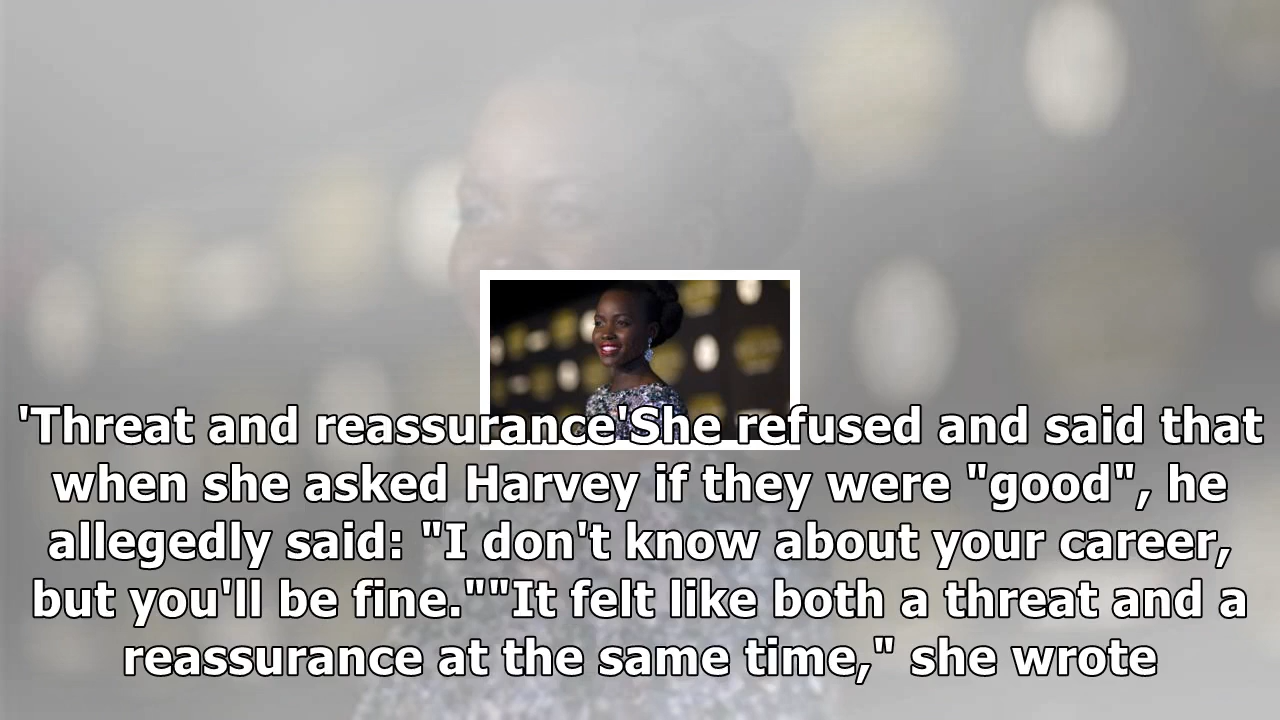 'Threat and reassurance'She refused and said that
when she asked Harvey if they were "good", he
allegedly said: "I don't know about your career,
but you'll be fine.""It felt like both a threat and a
reassurance at the same time," she wrote